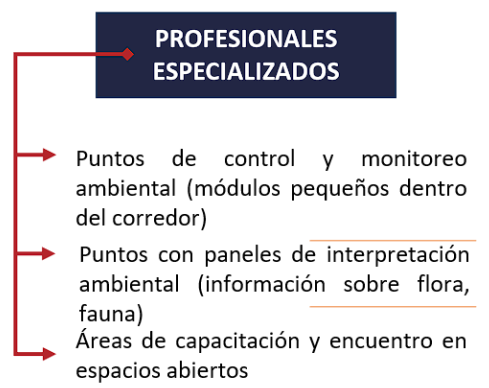 PROFESIONALES
ESPECIALIZADOS
Puntos de control y monitoreo
ambiental (módulos pequeños dentro
del corredor)
Puntos con paneles de interpretación
ambiental (información sobre flora,
fauna)
Áreas de capacitación y encuentro en
espacios abiertos